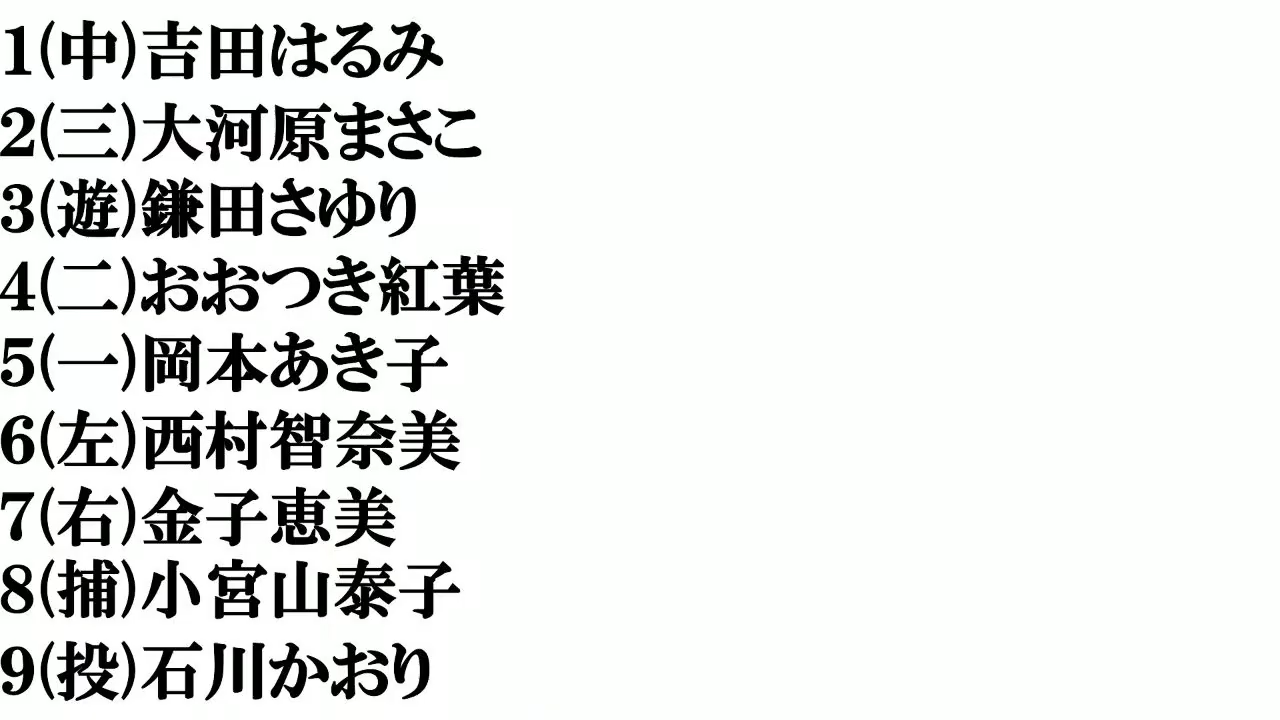 1(中)吉田はるみ
2(三)大河原まさこ
3(遊)鎌田さゆり
4(二)おおつき紅葉
5(一)岡本あき子
6(左)西村智奈美
7(右)金子恵美
8(捕)小宮山泰子
9(投)石川かおり